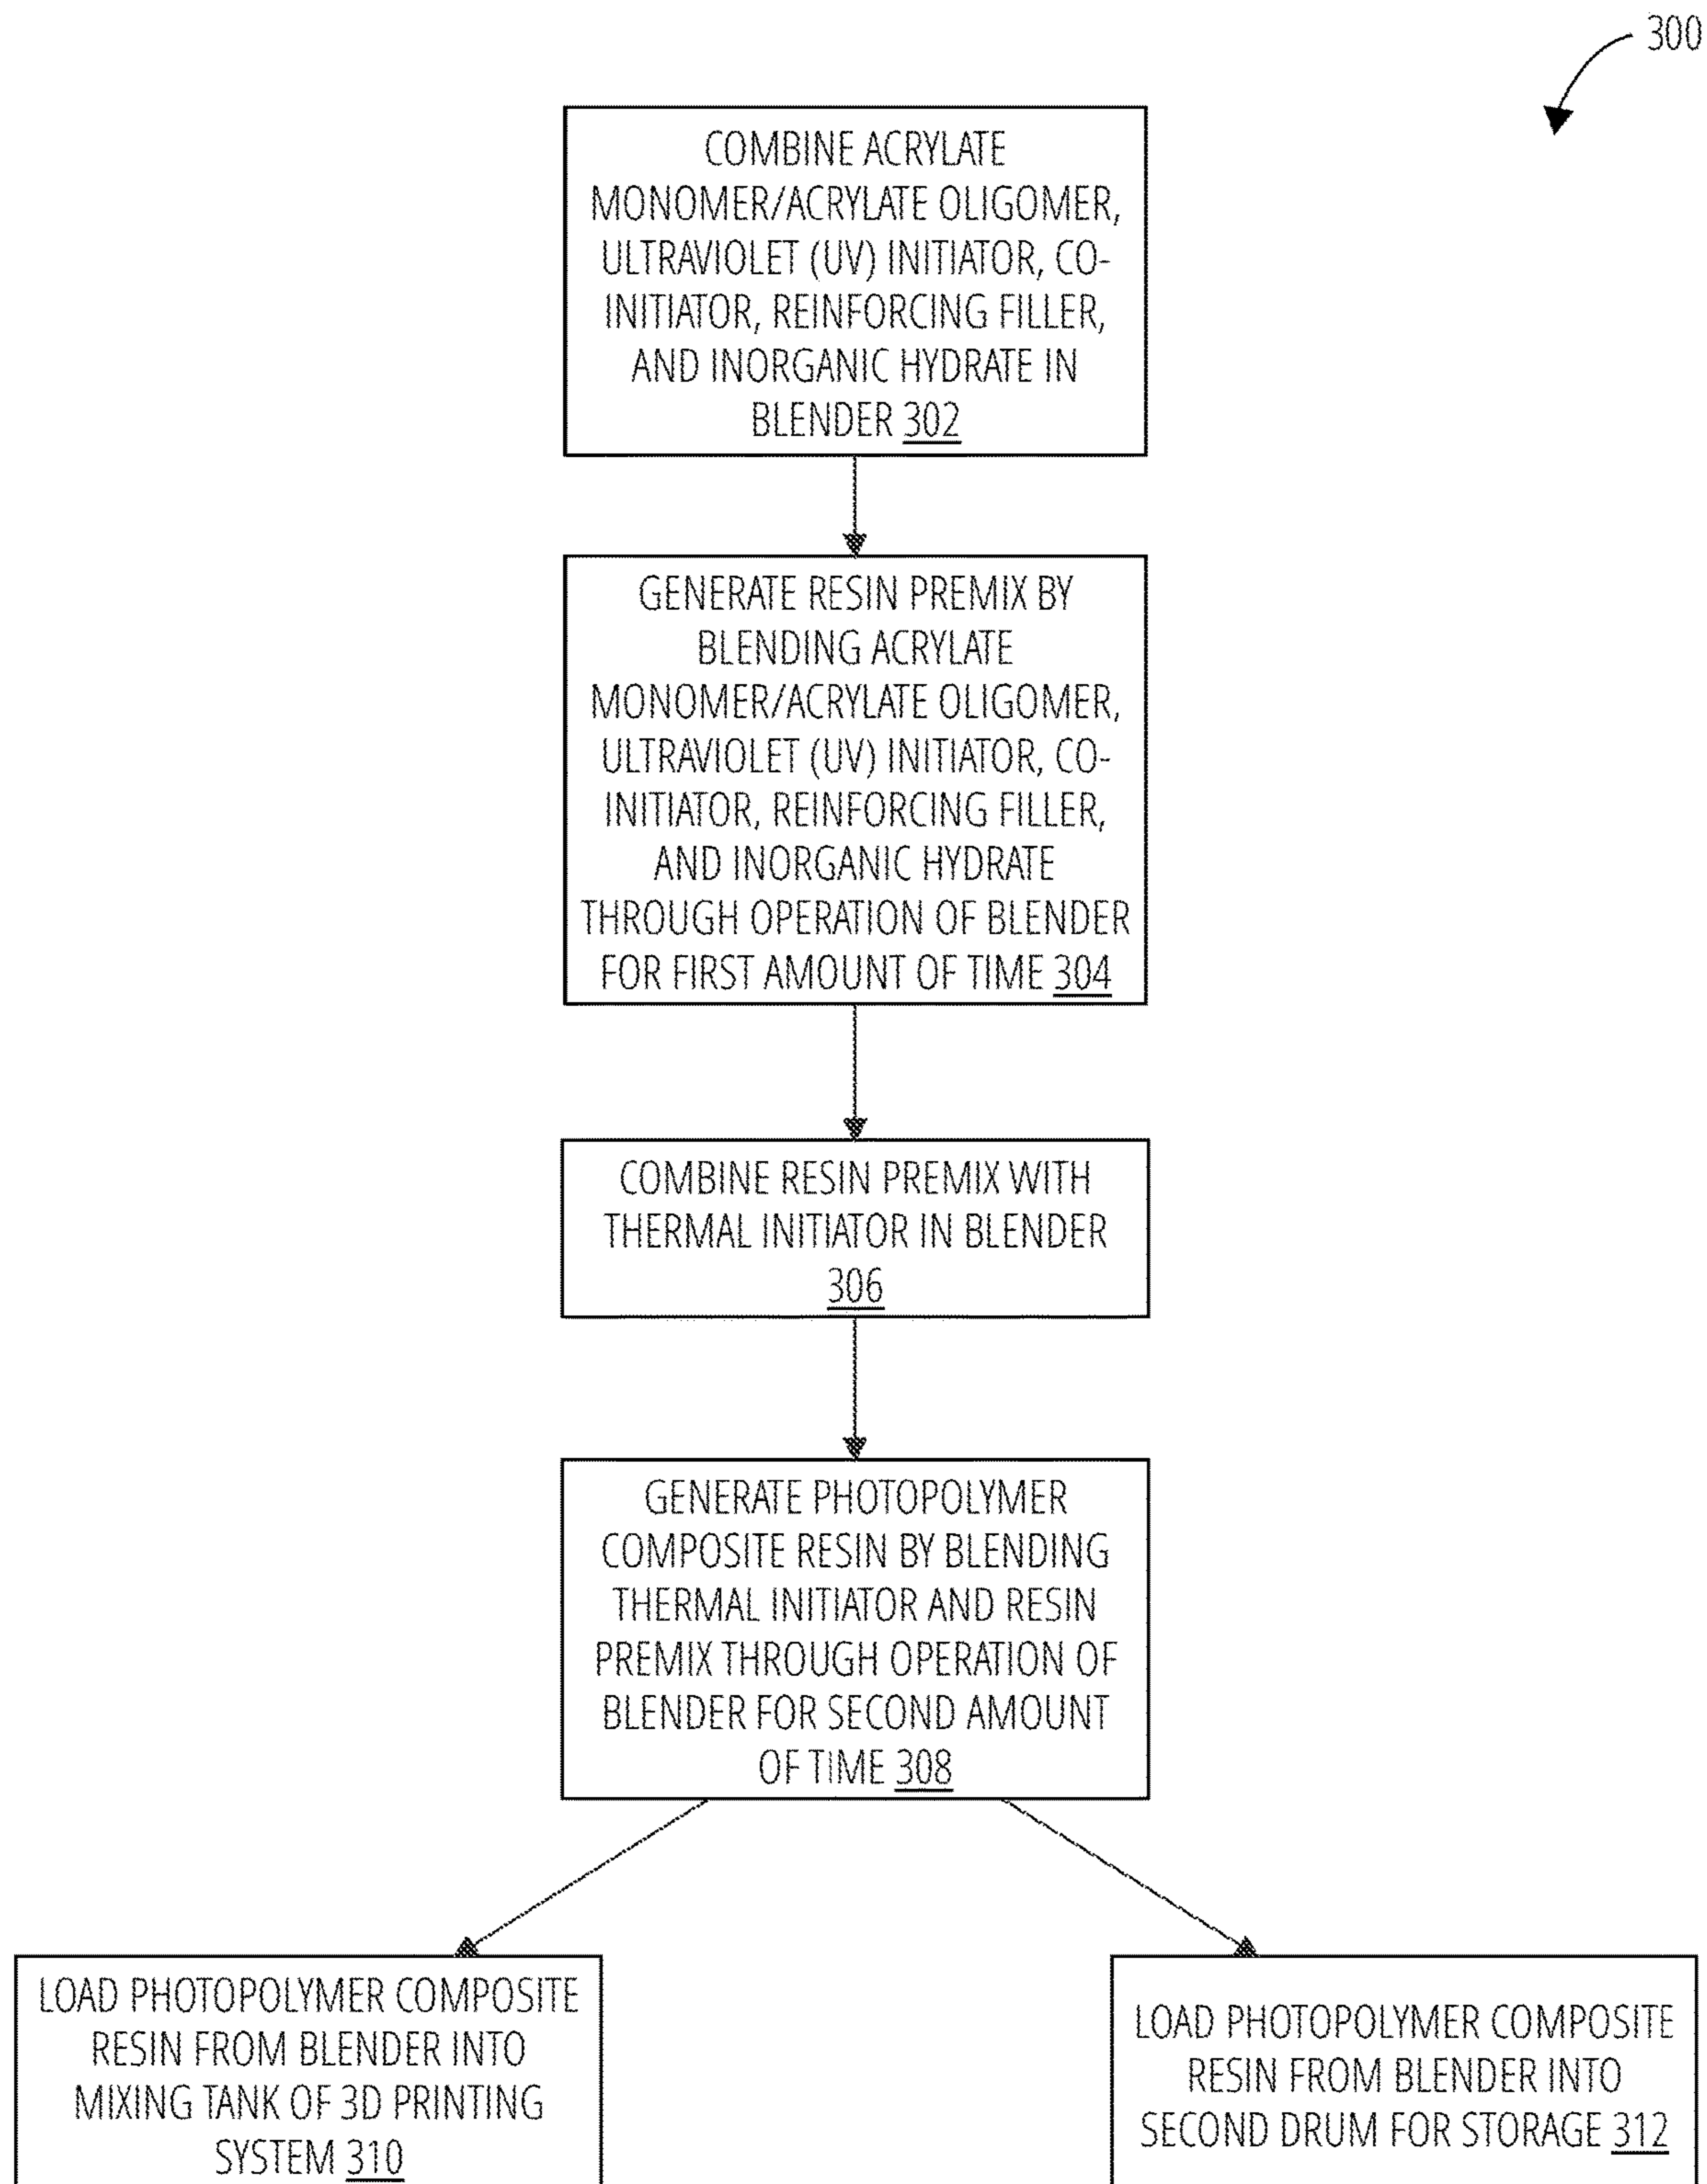 300
COMBINE ACRYLATE
MONOMER/ACRYLATE OLIGOMER,
ULTRAVIOLET (UV) INITIATOR, CO-
INITIATOR, REINFORCING FILLER,
AND INORGANIC HYDRATE IN
BLENDER 302
GENERATE RESIN PREMIX BY
BLENDING ACRYLATE
MONOMER/ACRYLATE OLIGOMER,
ULTRAVIOLET (UV) INITIATOR, CO-
INITIATOR, REINFORCING FILLER,
AND INORGANIC HYDRATE
THROUGH OPERATION OF BLENDER
FOR FIRST AMOUNT OF TIME 304
COMBINE RESIN PREMIX WITH
THERMAL INITIATOR IN BLENDER
306
GENERATE PHOTOPOLYMER
COMPOSITE RESIN BY BLENDING
THERMAL INITIATOR AND RESIN
PREMIX THROUGH OPERATION OF
BLENDER FOR SECOND AMOUNT
OF TIME 308
LOAD PHOTOPOLYMER COMPOSITE
RESIN FROM BLENDER INTO
MIXING TANK OF 3D PRINTING
SYSTEM 310
LOAD PHOTOPOLYMER COMPOSITE
RESIN FROM BLENDER INTO
SECOND DRUM FOR STORAGE 312